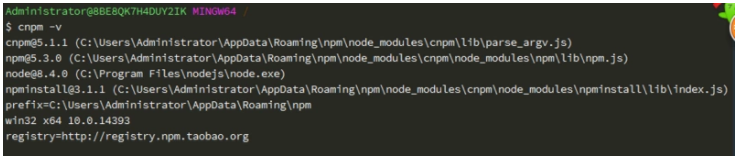 Administrator@8BE8QK7H4DUY2IK MINGW64 /
$ cnpm -v
cnpm@5.1.1 (C:\Users\Administrator\AppData\Roaming\npm\node_modules\cnpm\lib\parse_argv.js)
npm@5.3.0 (C:\Users\Administrator\AppData\Roaming\npm\node_modules\cnpm\node_modules\npm\lib\npm.js)
node@8.4.0 (C:\Program Files\nodejs\node.exe)
npminstall@3.1.1 (C:\Users\Administrator\AppData\Roaming\npm\node_modules\cnpm\node_modules\npminstall\lib\index.js)
prefix=C:\Users\Administrator\AppData\Roaming\npm
win32 x64 10.0.14393
registry=http://registry.npm.taobao.org